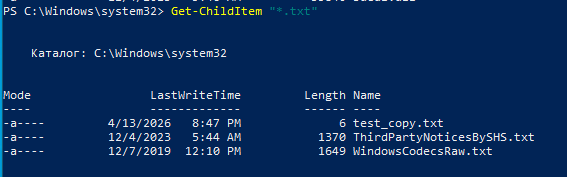 PS C:\Windows\system32> Get-ChildItem "*.txt"
Каталог: C:\Windows\system32
Mode LastWriteTime Length Name
---- ------------- ------ ----
-a---- 4/13/2026 8:47 PM 6 test_copy.txt
-a---- 12/4/2023 5:44 AM 1370 ThirdPartyNoticesBySHS.txt
-a---- 12/7/2019 12:10 PM 1649 WindowsCodecsRaw.txt